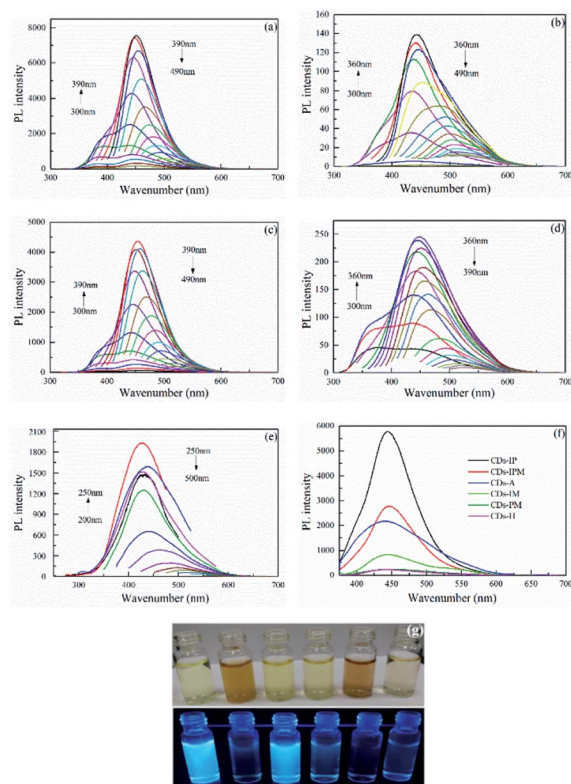 (a)
8000
6000
4000
2000
0
PL intensity
390nm
300nm
390nm
490nm
300 400 500 600 700
Wavenumber (nm)
(b)
160
140
120
100
80
60
40
20
0
PL intensity
360nm
300nm
360nm
490nm
300 400 500 600 700
Wavenumber (nm)
(c)
5000
4000
3000
2000
1000
0
PL intensity
390nm
300nm
390nm
490nm
300 400 500 600 700
Wavenumber (nm)
(d)
250
200
150
100
50
0
PL intensity
360nm
300nm
360nm
390nm
300 400 500 600 700
Wavenumber (nm)
(e)
2100
1800
1500
1200
900
600
300
0
PL intensity
250nm
200nm
250nm
500nm
200 300 400 500 600 700
Wavenumber (nm)
(f)
6000
5000
4000
3000
2000
1000
0
PL intensity
CDs-IP
CDs-IPM
CDs-A
CDs-IM
CDs-PM
CDs-H
400 450 500 550 600 650 700
Wavenumber (nm)
(g)